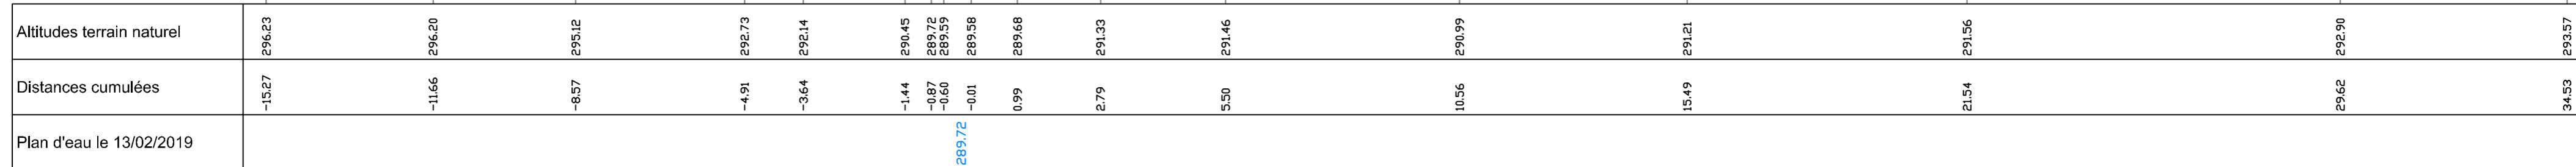 Altitudes terrain naturel 296.23 296.20 295.12 292.73 292.14 290.45 289.72 289.59 289.58 289.68 291.33 291.46 290.99 291.21 291.56 292.90 293.57
Distances cumulées -15.27 -11.66 -8.57 -4.91 -3.64 -1.44 -0.87 -0.60 -0.01 0.99 2.79 5.50 10.56 15.49 21.54 29.62 34.53
Plan d'eau le 13/02/2019 289.72